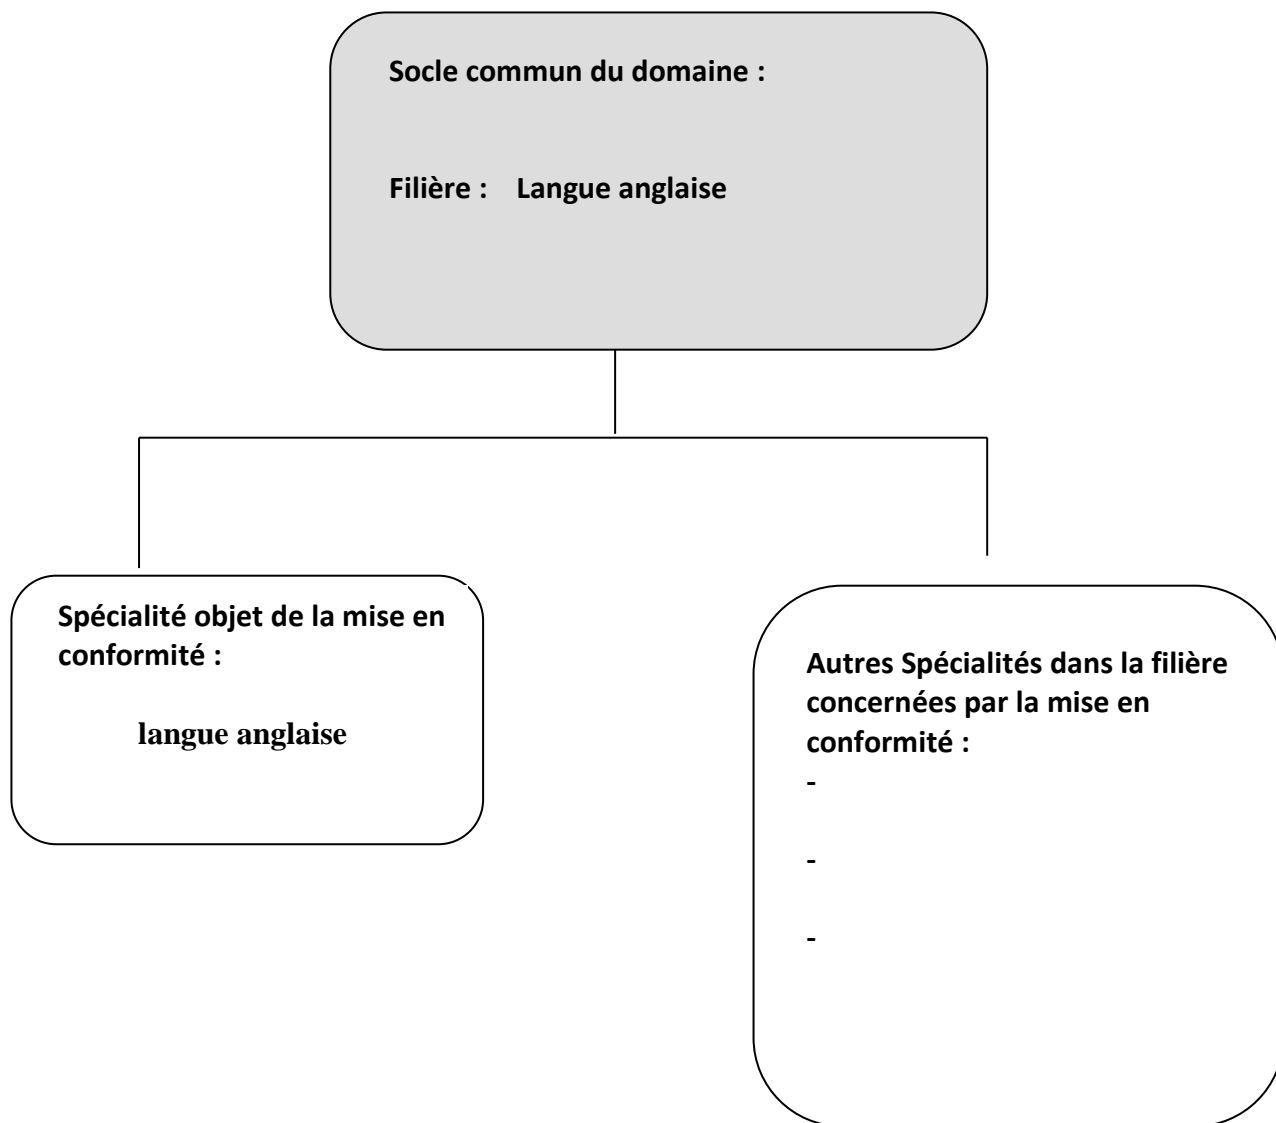 Socle commun du domaine :
Filière : Langue anglaise
Spécialité objet de la mise en
conformité :
langue anglaise
Autres Spécialités dans la filière
concernées par la mise en
conformité :
-
-
-